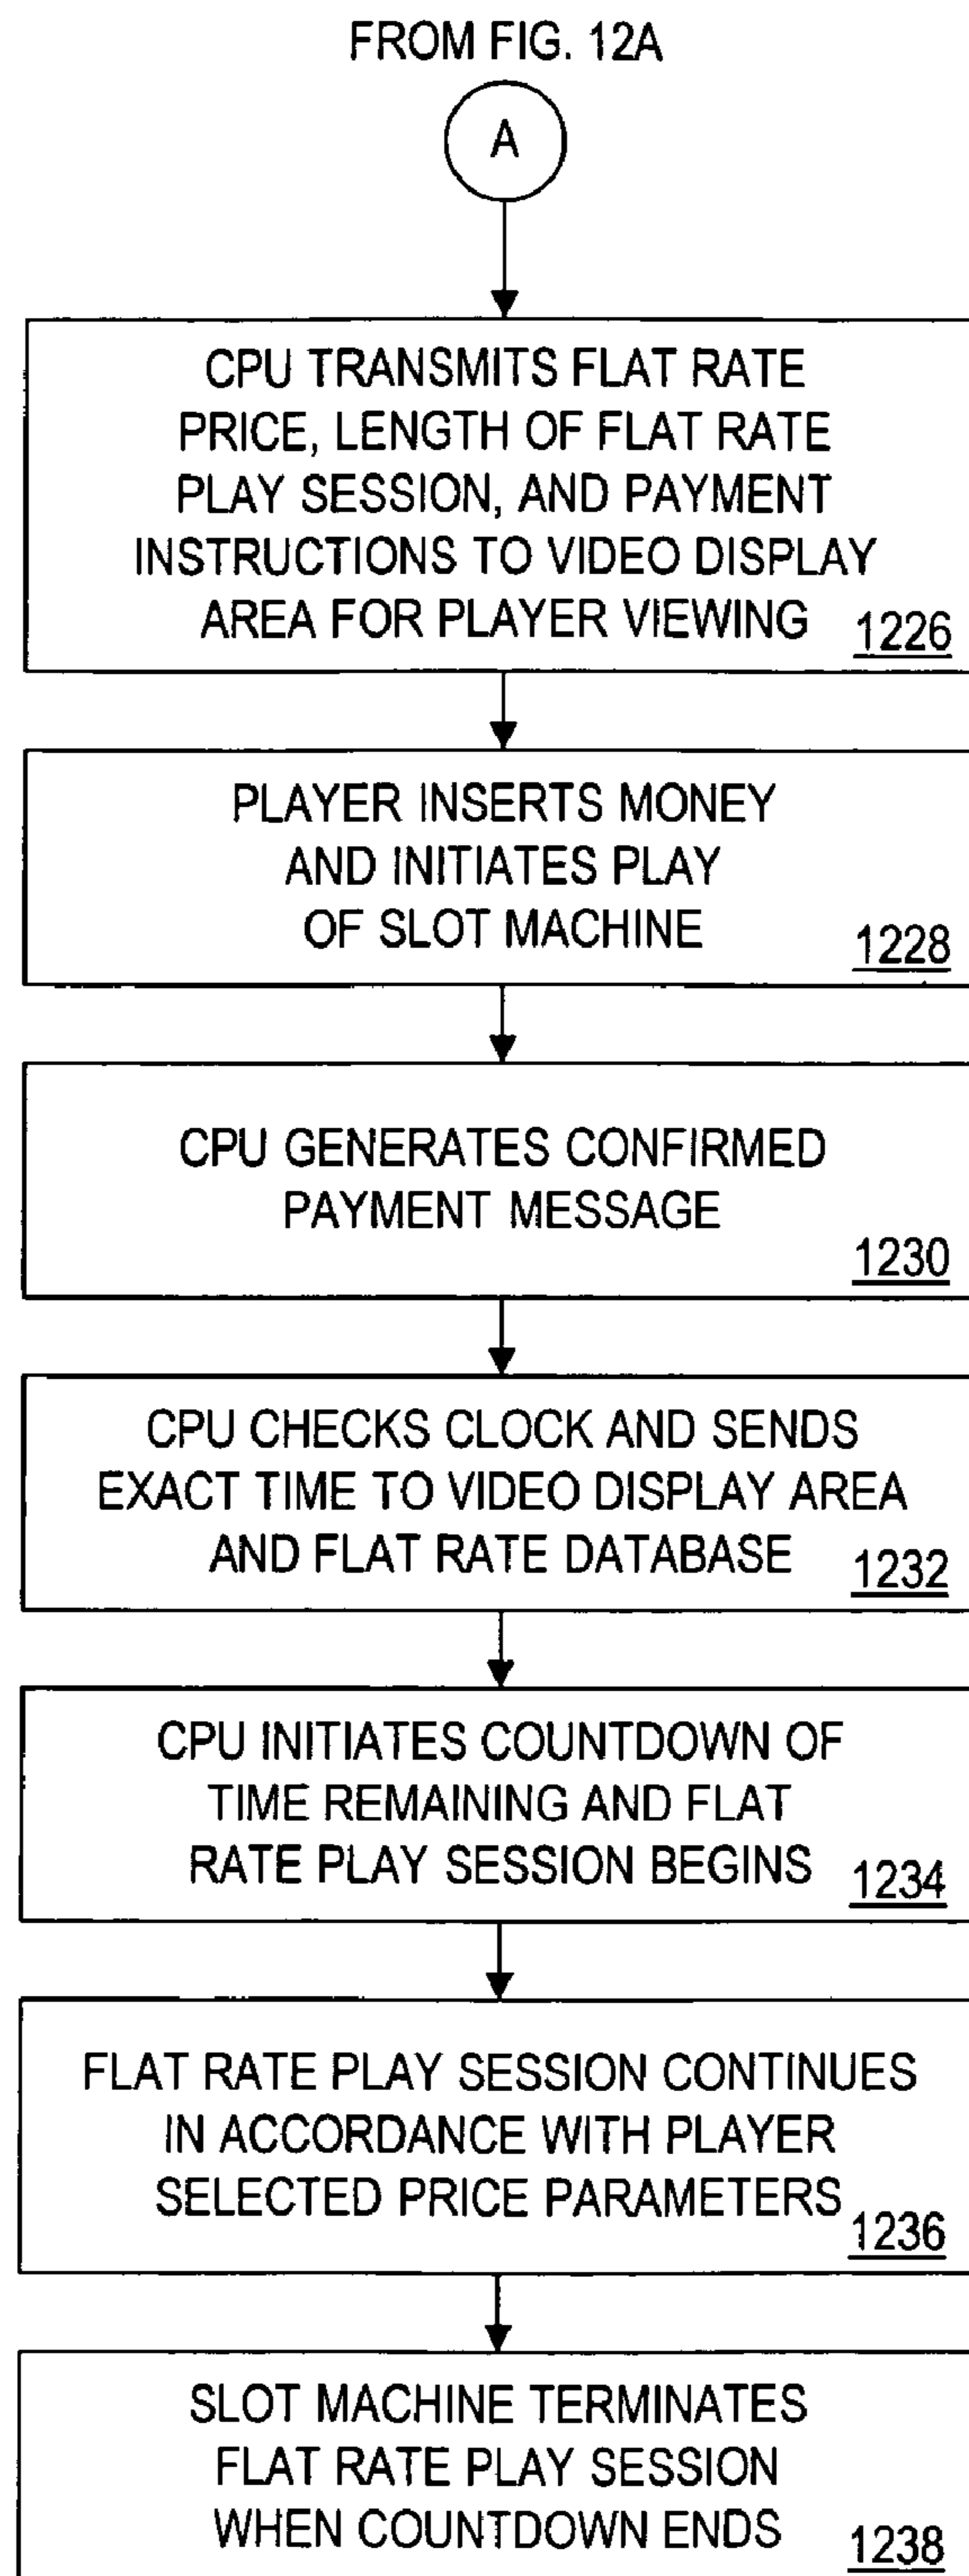 FROM FIG. 12A
A
CPU TRANSMITS FLAT RATE
PRICE, LENGTH OF FLAT RATE
PLAY SESSION, AND PAYMENT
INSTRUCTIONS TO VIDEO DISPLAY
AREA FOR PLAYER VIEWING 1226
PLAYER INSERTS MONEY
AND INITIATES PLAY
OF SLOT MACHINE 1228
CPU GENERATES CONFIRMED
PAYMENT MESSAGE
1230
CPU CHECKS CLOCK AND SENDS
EXACT TIME TO VIDEO DISPLAY AREA
AND FLAT RATE DATABASE 1232
CPU INITIATES COUNTDOWN OF
TIME REMAINING AND FLAT
RATE PLAY SESSION BEGINS 1234
FLAT RATE PLAY SESSION CONTINUES
IN ACCORDANCE WITH PLAYER
SELECTED PRICE PARAMETERS
1236
SLOT MACHINE TERMINATES
FLAT RATE PLAY SESSION
WHEN COUNTDOWN ENDS 1238